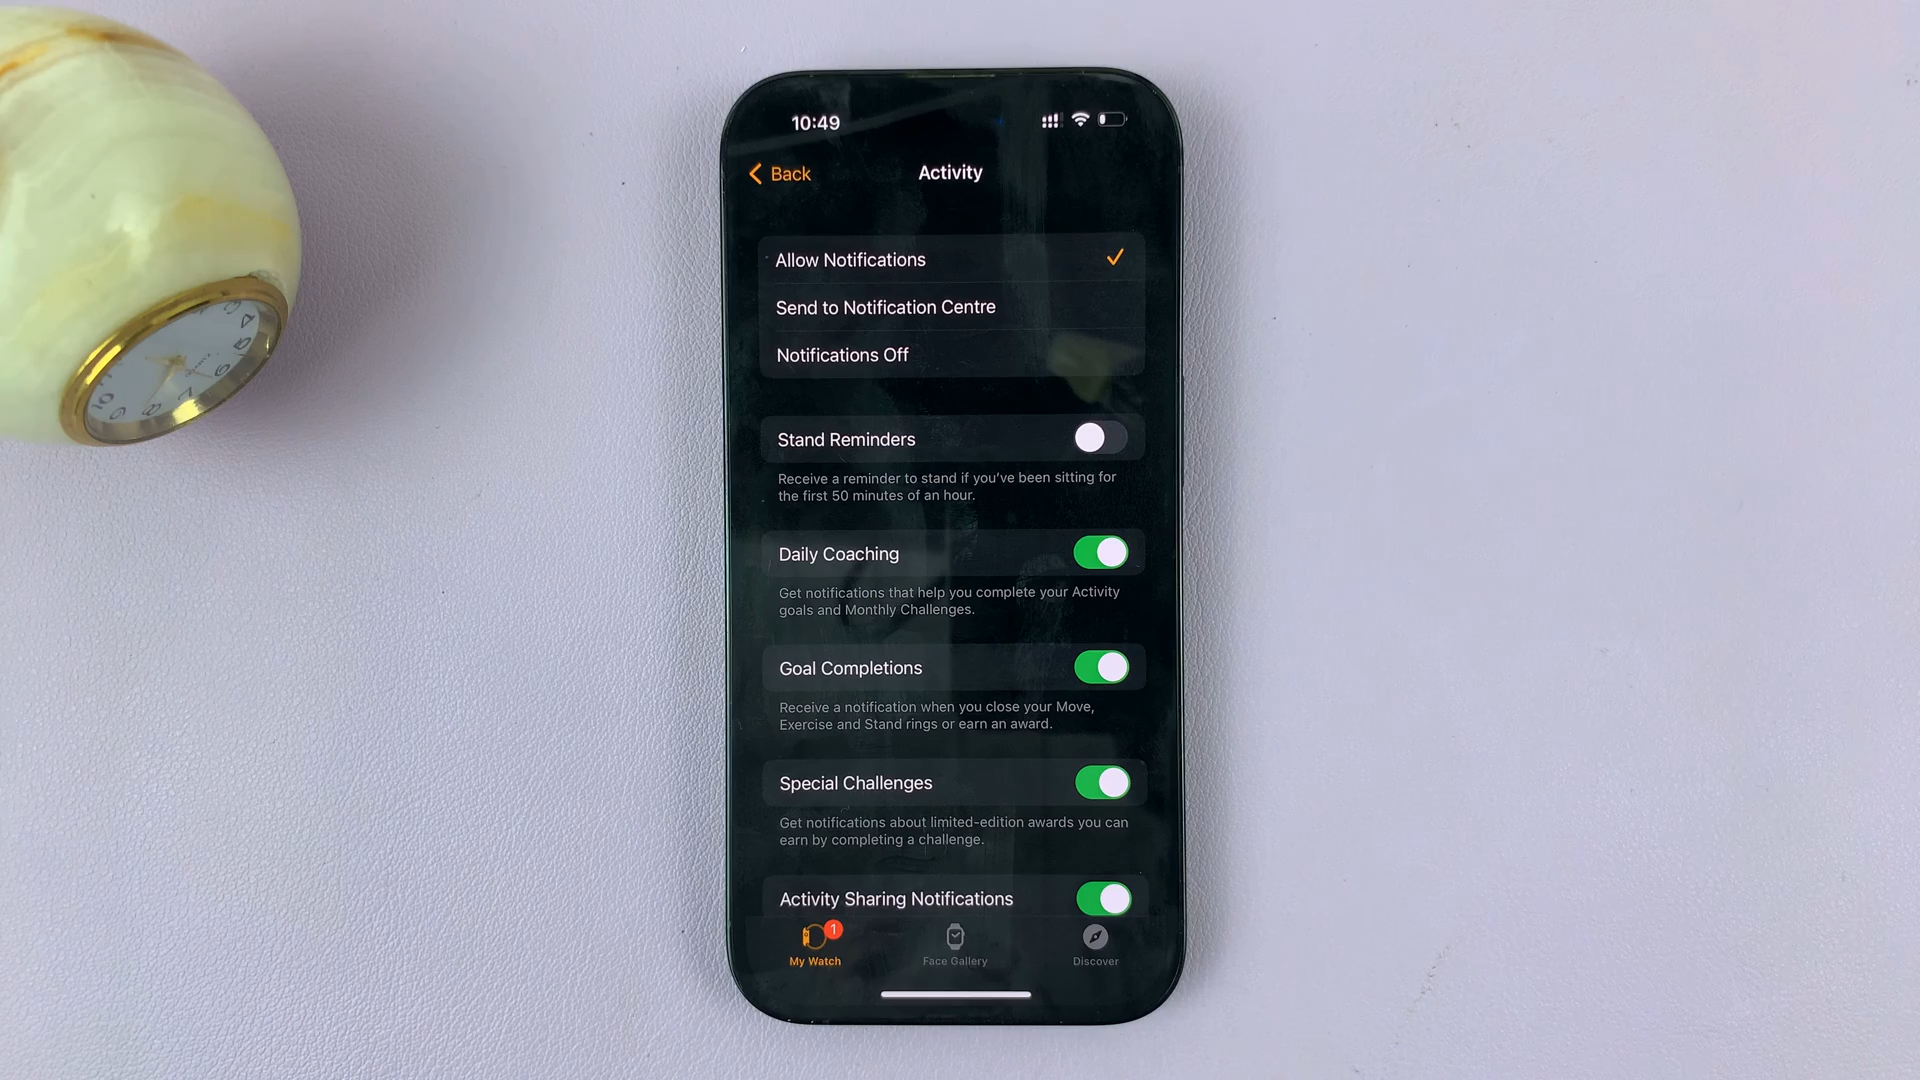 10:49
Back
Activity
Allow Notifications
Send to Notification Centre
Notifications Off
Stand Reminders
Receive a reminder to stand if you've been sitting for
the first 50 minutes of an hour.
Daily Coaching
Get notifications that help you complete your Activity
goals and Monthly Challenges.
Goal Completions
Receive a notification when you close your Move,
Exercise and Stand rings or earn an award.
Special Challenges
Get notifications about limited-edition awards you can
earn by completing a challenge.
Activity Sharing Notifications
1
My Watch
Face Gallery
Discover